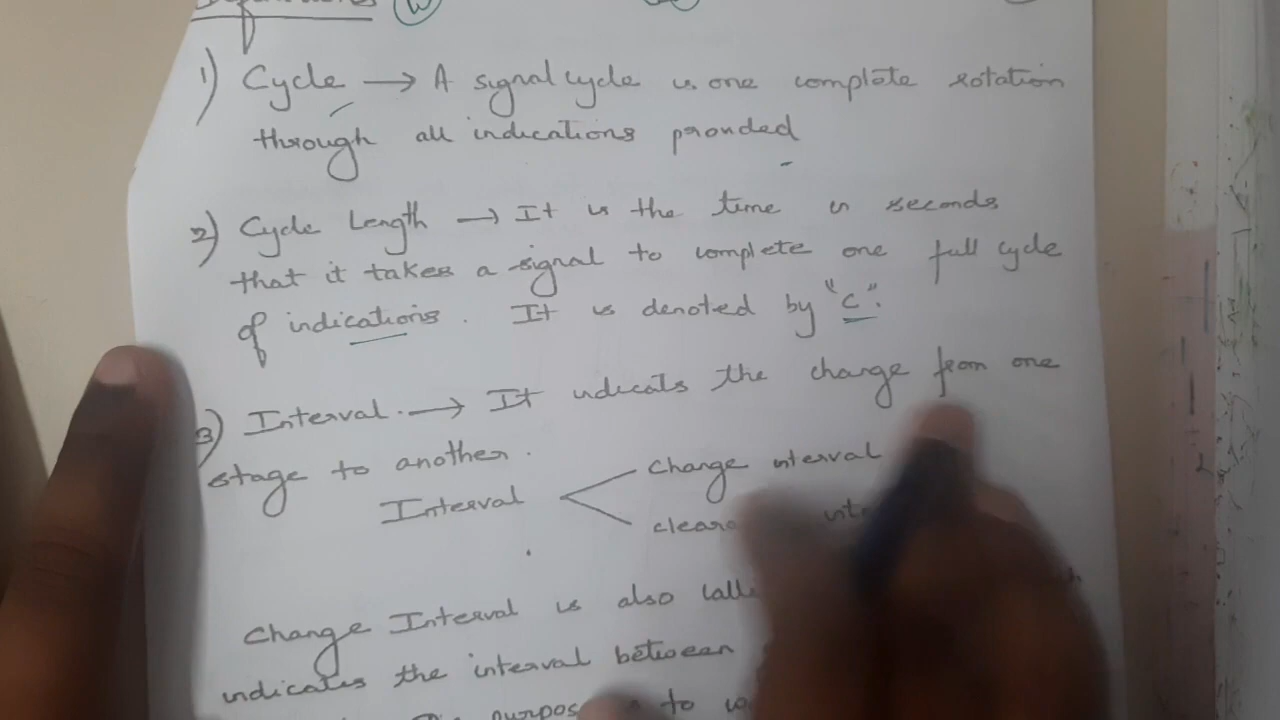 1) Cycle → A signal cycle is one complete rotation
through all indications provided
2) Cycle Length → It is the time in seconds
that it takes a signal to complete one full cycle
of indications. It is denoted by "C".
3) Interval. → It indicats the change from one
stage to another.
Interval
Change interval
Change Interval is also
indicates the interval between
to